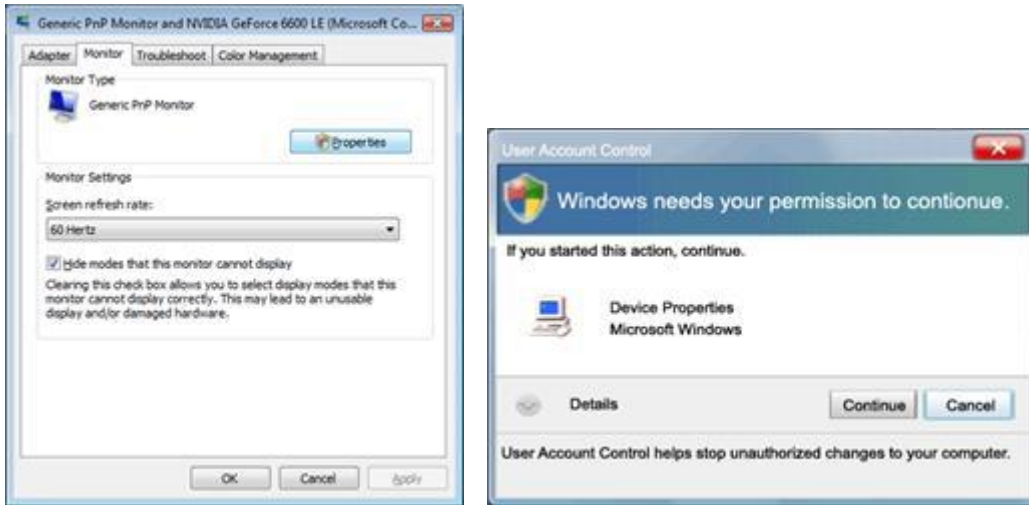 Generic PnP Monitor and NVIDIA GeForce 6600 LE (Microsoft Co...
Adapter Monitor Troubleshoot Color Management
Monitor Type
Generic PnP Monitor
Properties
Monitor Settings
Screen refresh rate:
60 Hertz
Hide modes that this monitor cannot display
Clearing this check box allows you to select display modes that this
monitor cannot display correctly. This may lead to an unusable
display and/or damaged hardware.
OK Cancel Apply
User Account Control
Windows needs your permission to contionue.
If you started this action, continue.
Device Properties
Microsoft Windows
Details Continue Cancel
User Account Control helps stop unauthorized changes to your computer.